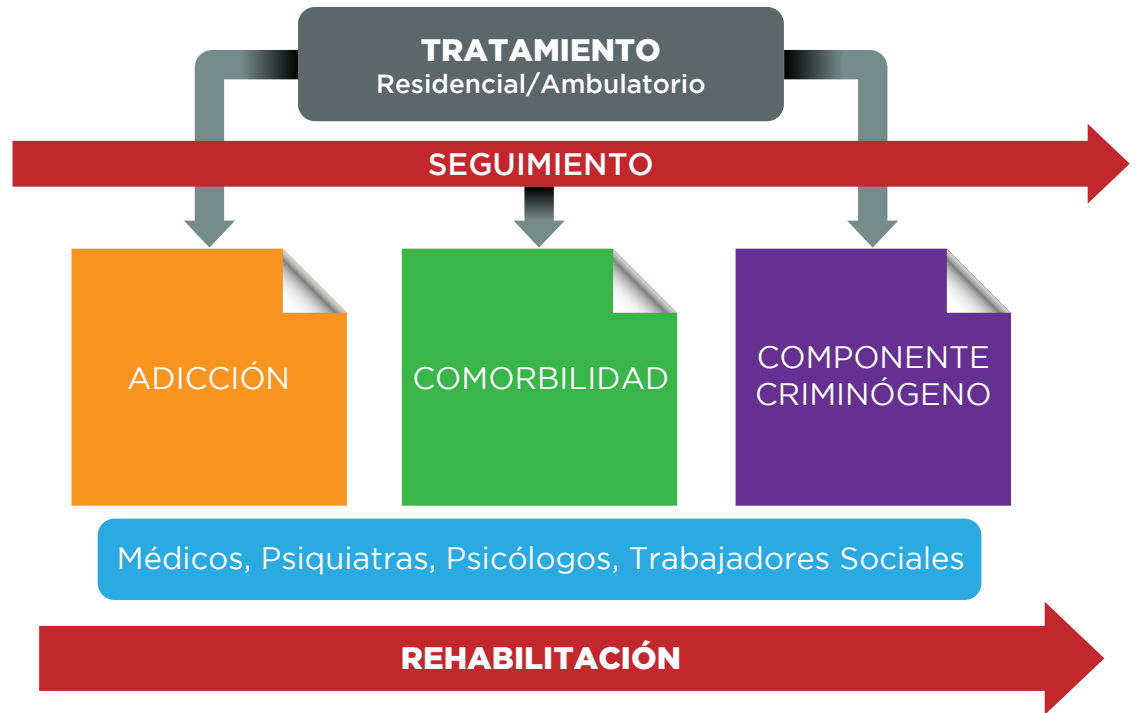 TRATAMIENTO
Residencial/Ambulatorio
SEGUIMIENTO
ADICCIÓN
COMORBILIDAD
COMPONENTE
CRIMINÓGENO
Médicos, Psiquiatras, Psicólogos, Trabajadores Sociales
REHABILITACIÓN